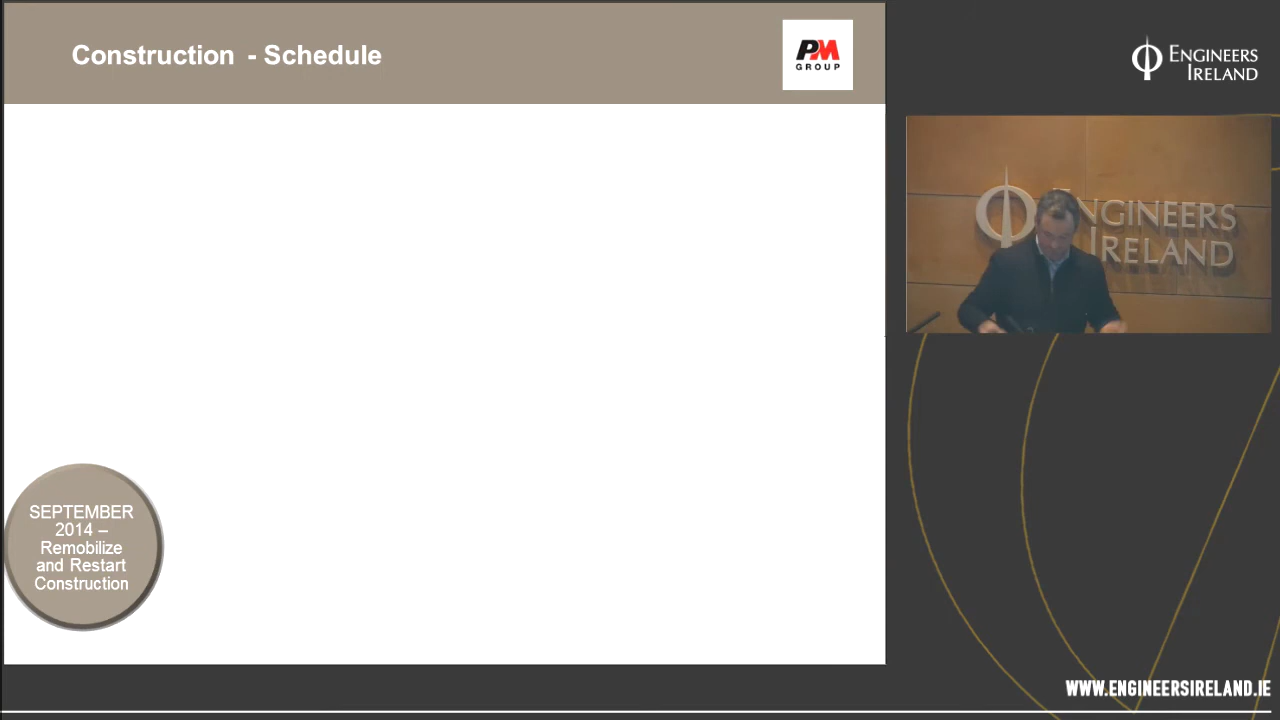 Construction - Schedule
PM
GROUP
ENGINEERS
IRELAND
ENGINEERS
IRELAND
SEPTEMBER
2014 –
Remobilize
and Restart
Construction
WWW.ENGINEERSIRELAND.IE